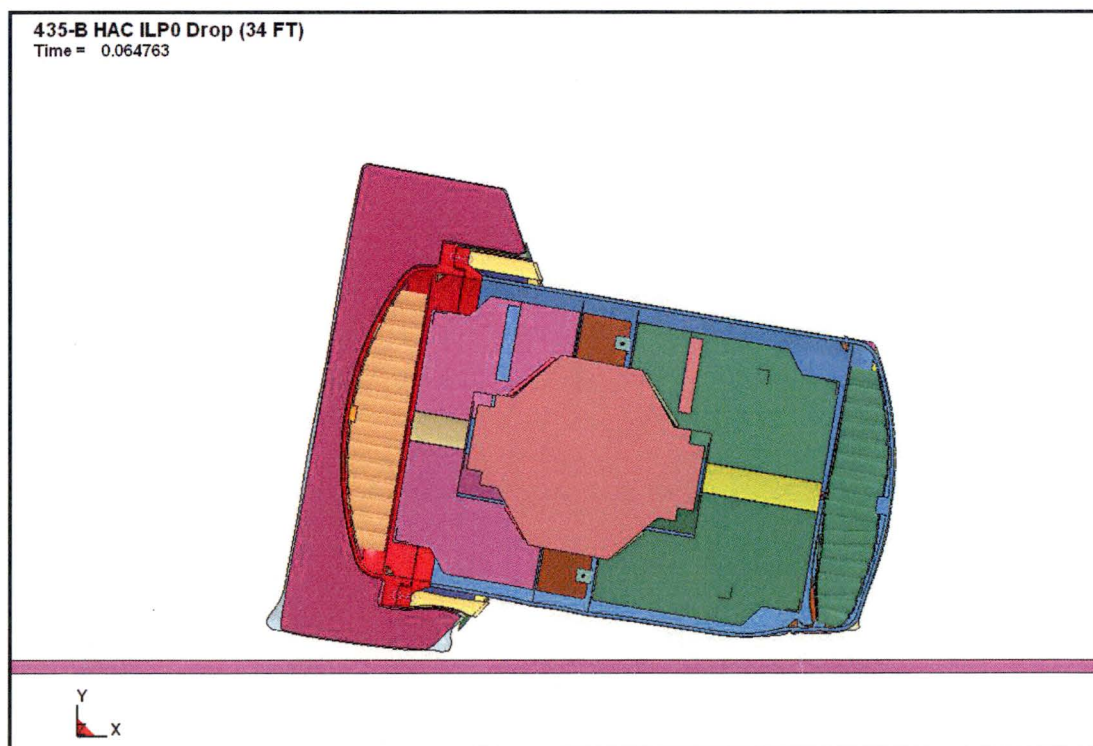 435-B HAC ILP0 Drop (34 FT)
Time = 0.064763
Y
Z X